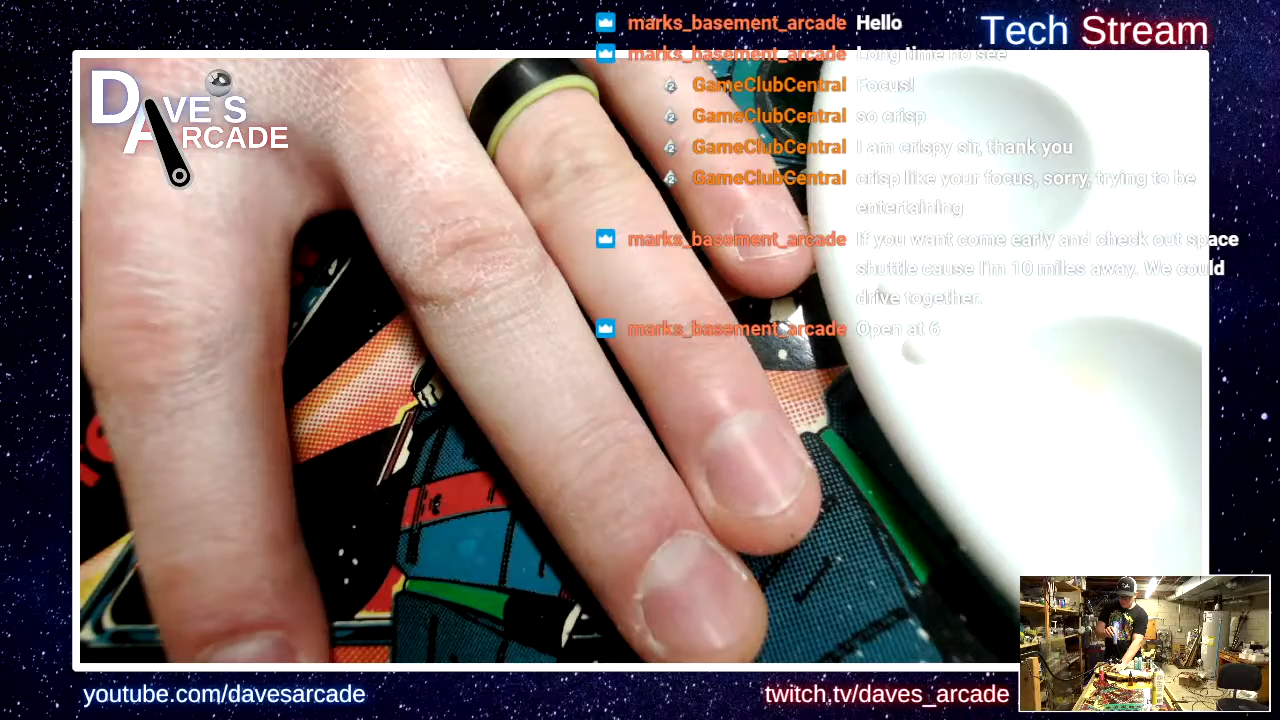 marks_basement_arcade Hello
Tech Stream
marks_basement_arcade Long time no see
GameClubCentral Focus!
GameClubCentral so crisp
GameClubCentral I am crispy sir, thank you
GameClubCentral crisp like your focus, sorry, trying to be
entertaining
marks_basement_arcade If you want come early and check out space
shuttle cause I'm 10 miles away. We could
drive together.
marks_basement_arcade Open at 6
DAVE'S
ARCADE
youtube.com/davesarcade
twitch.tv/daves_arcade